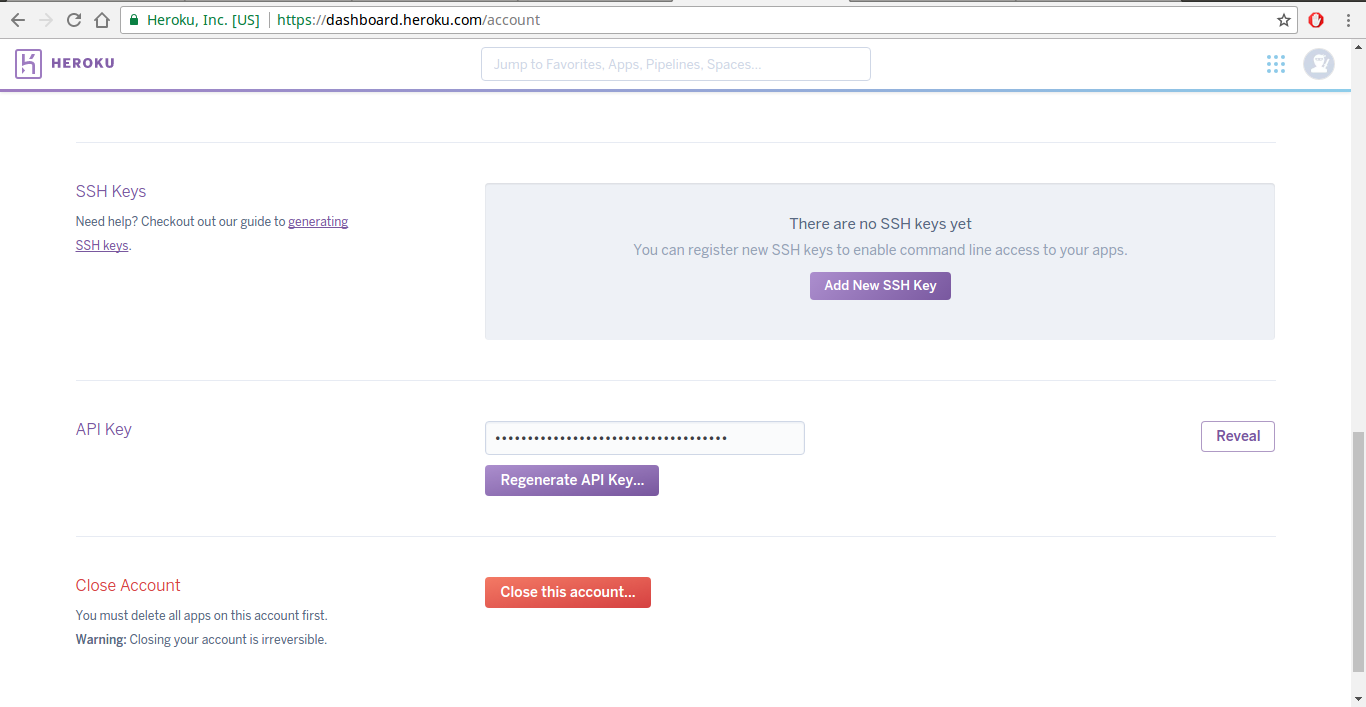 Heroku, Inc. [US] https://dashboard.heroku.com/account
HEROKU
Jump to Favorites, Apps, Pipelines, Spaces...
SSH Keys
Need help? Checkout out our guide to generating
SSH keys.
There are no SSH keys yet
You can register new SSH keys to enable command line access to your apps.
Add New SSH Key
API Key
••••••••••••••••••••••••••••••••••••
Reveal
Regenerate API Key...
Close Account
You must delete all apps on this account first.
Warning: Closing your account is irreversible.
Close this account...